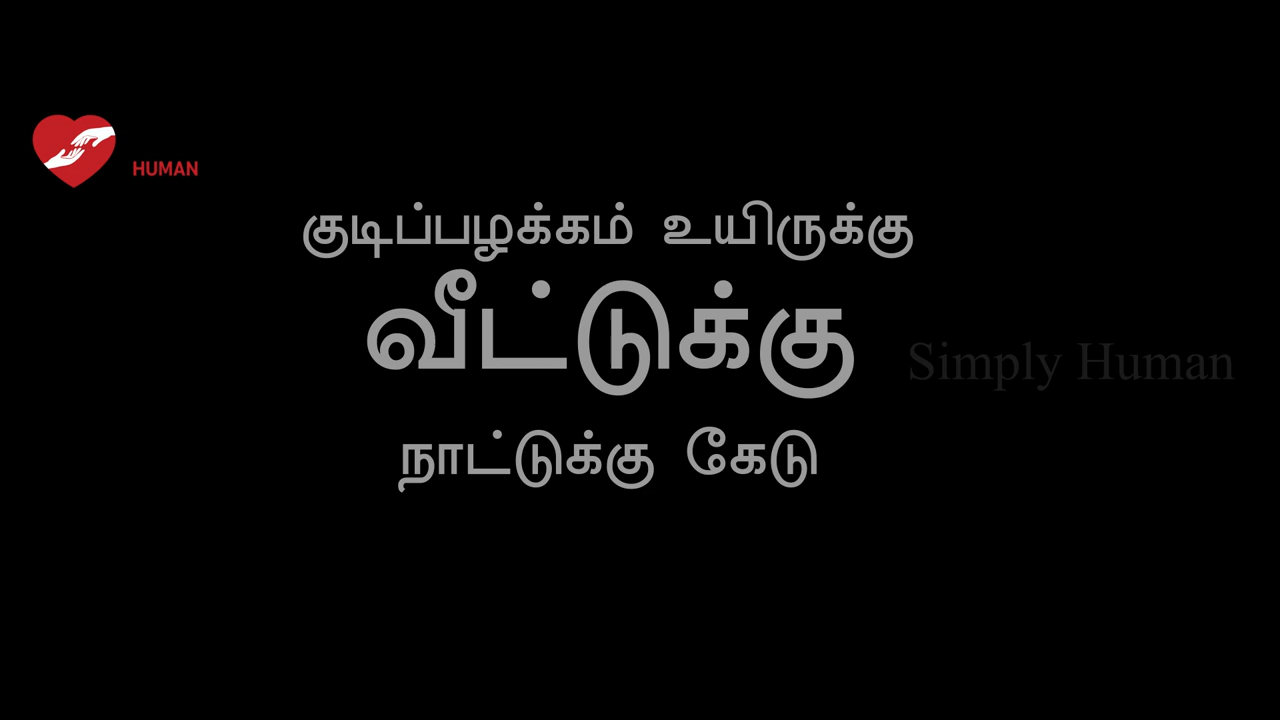 HUMAN
குடிப்பழக்கம் உயிருக்கு
வீட்டுக்கு
Simply Human
நாட்டுக்கு கேடு